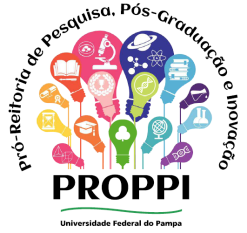 Pró-Reitoria de Pesquisa, Pós-Graduação e Inovação
PROPPI
Universidade Federal do Pampa